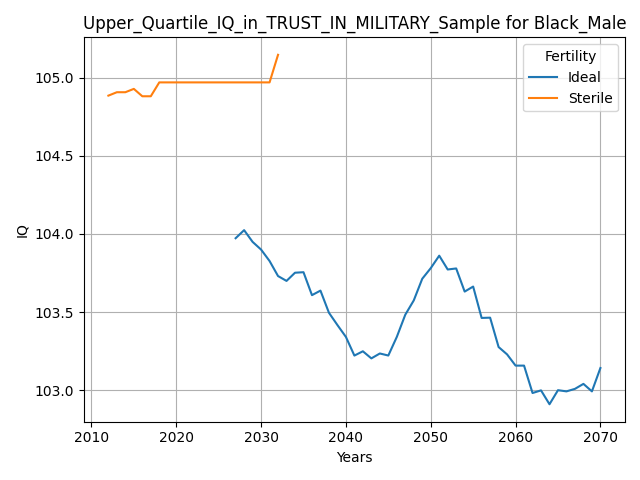 Upper_Quartile_IQ_in_TRUST_IN_MILITARY_Sample for Black_Male
Fertility
Ideal
Sterile
105.0
104.5
104.0
103.5
103.0
IQ
2010
2020
2030
2040
2050
2060
2070
Years